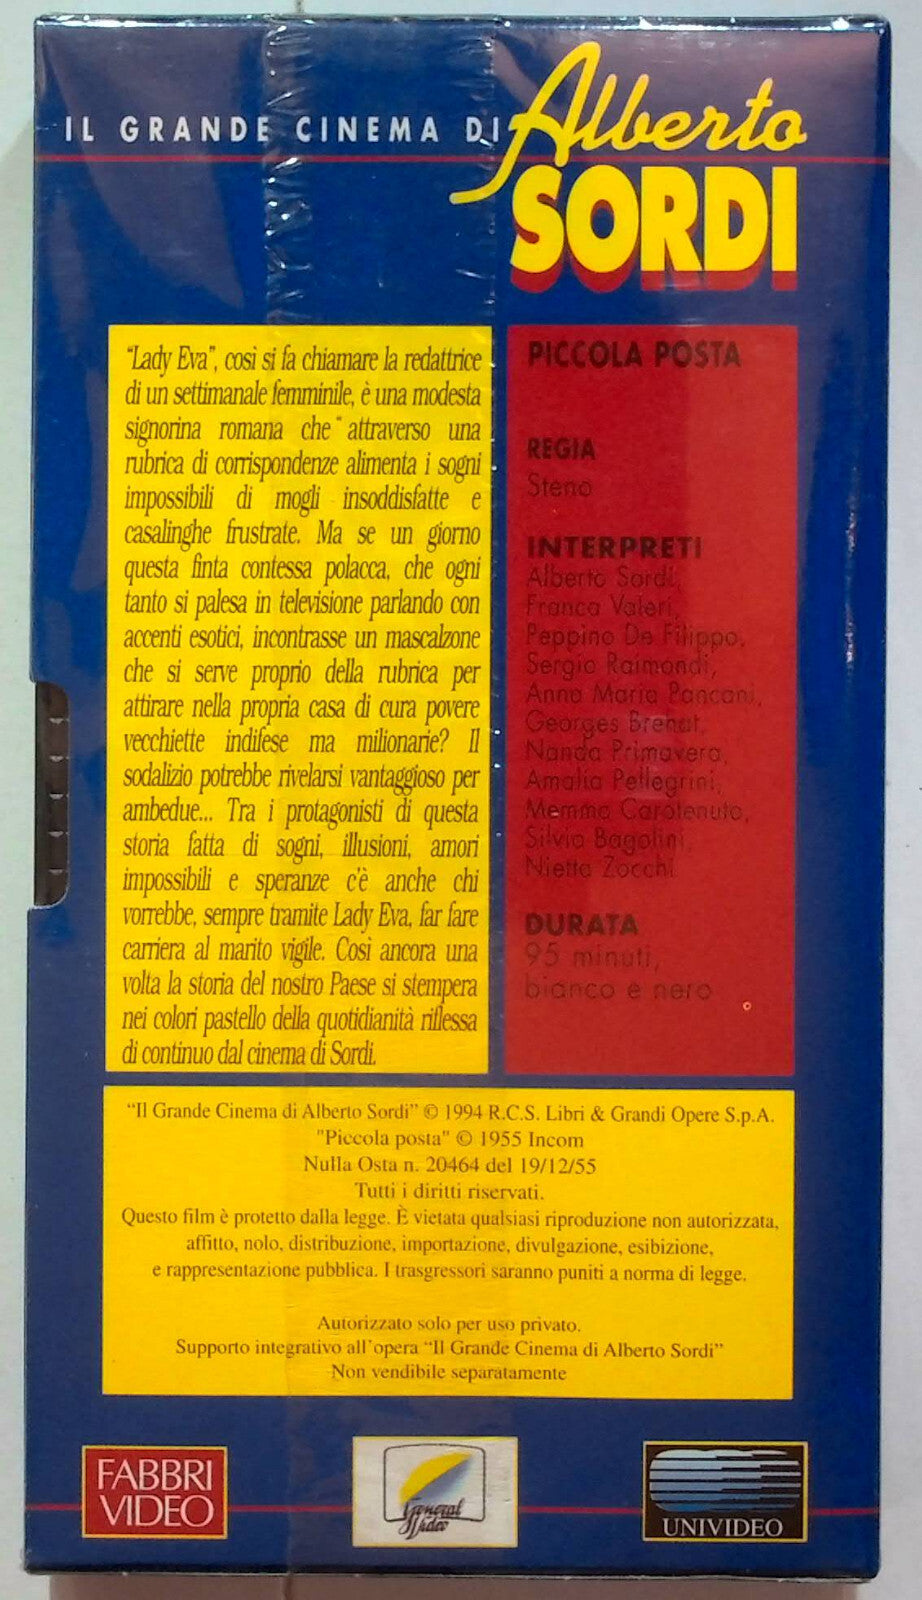 IL GRANDE CINEMA DI Alberto
SORDI
"Lady Eva", così si fa chiamare la redattrice
di un settimanale femminile, è una modesta
signorina romana che attraverso una
rubrica di corrispondenze alimenta i sogni
impossibili di mogli insoddisfatte e
casalinghe frustrate. Ma se un giorno
questa finta contessa polacca, che ogni
tanto si palesa in televisione parlando con
accenti esotici, incontrasse un mascalzone
che si serve proprio della rubrica per
attirare nella propria casa di cura povere
vecchiette indifese ma milionarie? Il
sodalizio potrebbe rivelarsi vantaggioso per
ambedue... Tra i protagonisti di questa
storia fatta di sogni, illusioni, amori
impossibili e speranze c'è anche chi
vorrebbe, sempre tramite Lady Eva, far fare
carriera al marito vigile. Così ancora una
volta la storia del nostro Paese si stempera
nei colori pastello della quotidianità riflessa
di continuo dal cinema di Sordi.
PICCOLA POSTA
REGIA
Steno
INTERPRETI
Alberto Sordi,
Franca Valeri,
Peppino De Filippo,
Sergio Raimondi,
Anna Maria Pancani,
Georges Brehat,
Nanda Primavera,
Amalia Pellegrini,
Memmo Carotenuto,
Silvio Bagolini,
Nietta Zocchi
DURATA
95 minuti,
bianco e nero
"Il Grande Cinema di Alberto Sordi" © 1994 R.C.S. Libri & Grandi Opere S.p.A.
"Piccola posta" © 1955 Incom
Nulla Osta n. 20464 del 19/12/55
Tutti i diritti riservati.
Questo film è protetto dalla legge. È vietata qualsiasi riproduzione non autorizzata,
affitto, nolo, distribuzione, importazione, divulgazione, esibizione,
e rappresentazione pubblica. I trasgressori saranno puniti a norma di legge.
Autorizzato solo per uso privato.
Supporto integrativo all'opera "Il Grande Cinema di Alberto Sordi"
Non vendibile separatamente
FABBRI
VIDEO
General
Video
UNIVIDEO